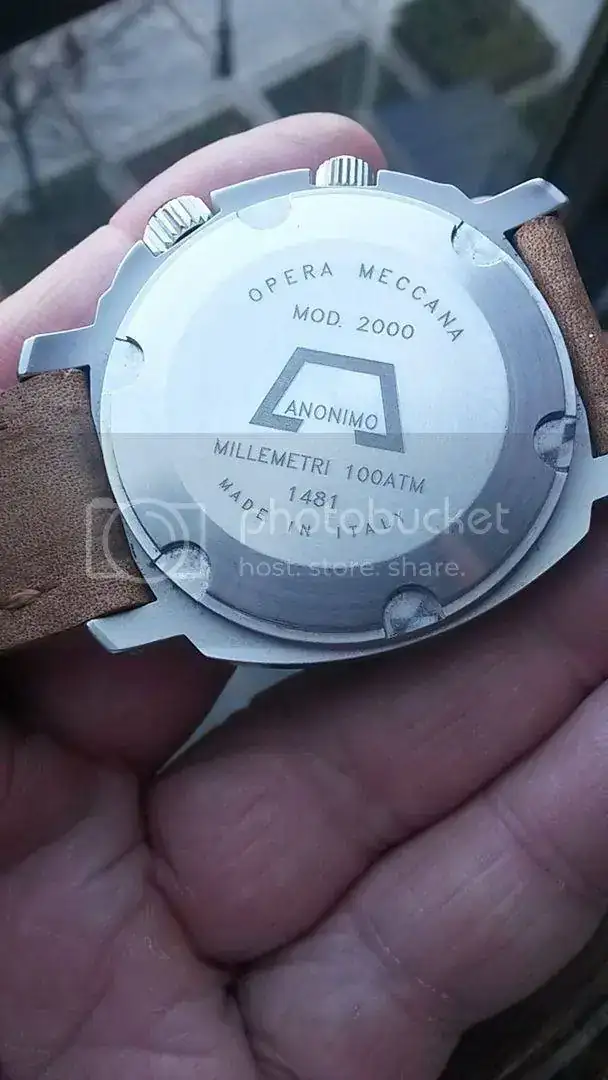 OPERA MECCANA
MOD. 2000
ANONIMO
MILLEMETRI 100ATM
1481
MADE IN ITALY
photobucket
host. store. share.